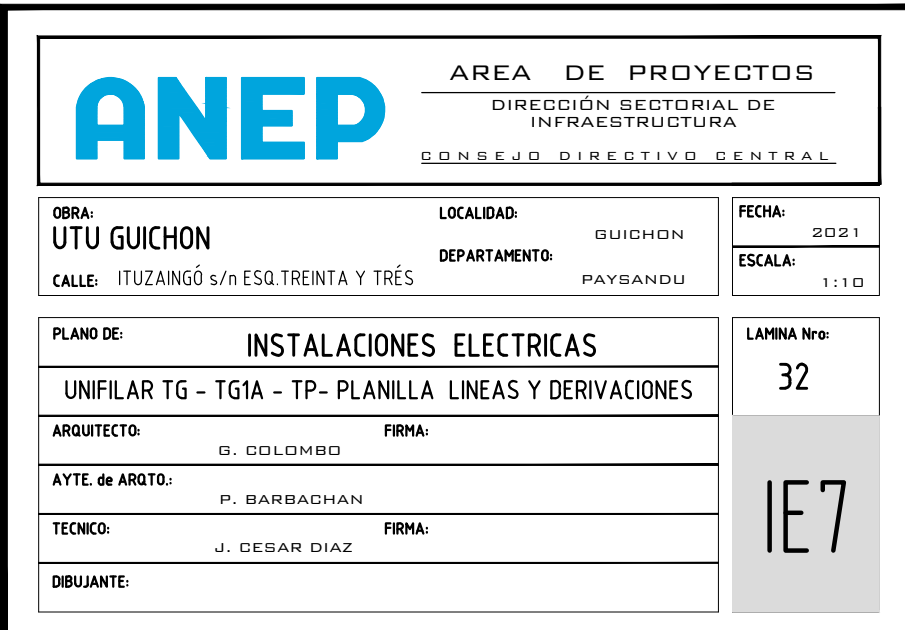 ANEP
AREA DE PROYECTOS
DIRECCIÓN SECTORIAL DE
INFRAESTRUCTURA
CONSEJO DIRECTIVO CENTRAL
OBRA:
UTU GUICHON
CALLE: ITUZAINGÓ s/n ESQ.TREINTA Y TRÉS
LOCALIDAD:
GUICHON
DEPARTAMENTO:
PAYSANDU
FECHA:
2021
ESCALA:
1:10
PLANO DE:
INSTALACIONES ELECTRICAS
UNIFILAR TG - TG1A - TP- PLANILLA LINEAS Y DERIVACIONES
ARQUITECTO: FIRMA:
G. COLOMBO
AYTE. de ARQTO.:
P. BARBACHAN
TECNICO: FIRMA:
J. CESAR DIAZ
DIBUJANTE:
LAMINA Nro:
32
IE7